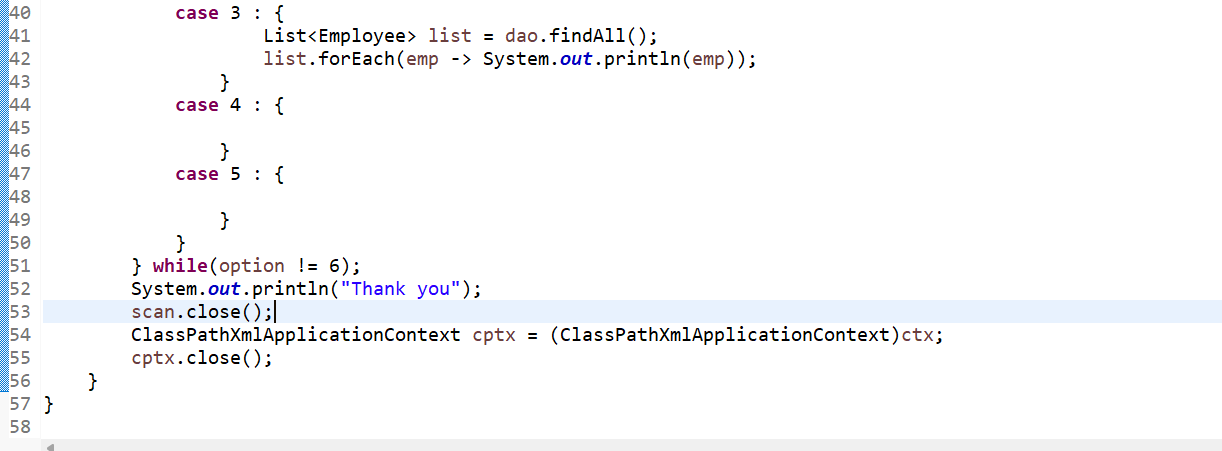 40 case 3 : {
41 List<Employee> list = dao.findAll();
42 list.forEach(emp -> System.out.println(emp));
43 }
44 case 4 : {
45
46 }
47 case 5 : {
48
49 }
50 }
51 } while(option != 6);
52 System.out.println("Thank you");
53 scan.close();
54 ClassPathXmlApplicationContext cptx = (ClassPathXmlApplicationContext)ctx;
55 cptx.close();
56 }
57 }
58